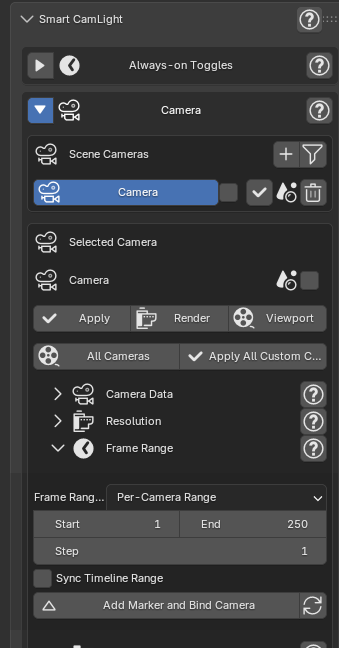 Smart CamLight
Always-on Toggles
Camera
Scene Cameras
Camera
Selected Camera
Camera
Apply Render Viewport
All Cameras Apply All Custom C...
Camera Data
Resolution
Frame Range
Frame Rang... Per-Camera Range
Start 1 End 250
Step 1
Sync Timeline Range
Add Marker and Bind Camera